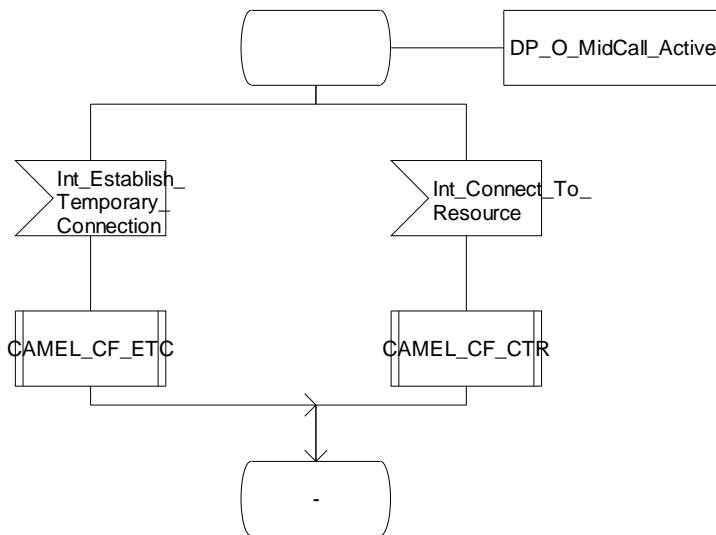 DP_O_MidCall_Active
Int_Establish_
Temporary_
Connection
Int_Connect_To_
Resource
CAMEL_CF_ETC
CAMEL_CF_CTR
-